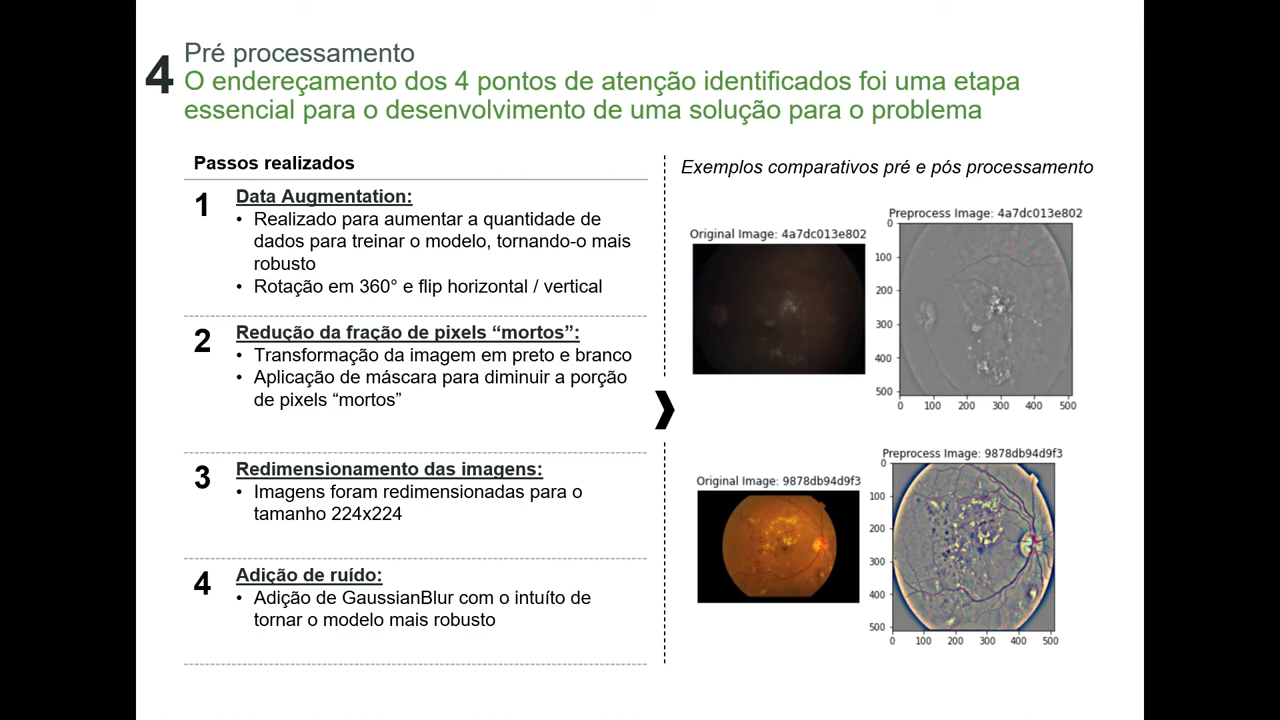 4
Pré processamento
O endereçamento dos 4 pontos de atenção identificados foi uma etapa
essencial para o desenvolvimento de uma solução para o problema
Passos realizados
1
Data Augmentation:
• Realizado para aumentar a quantidade de
dados para treinar o modelo, tornando-o mais
robusto
• Rotação em 360° e flip horizontal / vertical
2
Redução da fração de pixels “mortos”:
• Transformação da imagem em preto e branco
• Aplicação de máscara para diminuir a porção
de pixels “mortos”
3
Redimensionamento das imagens:
• Imagens foram redimensionadas para o
tamanho 224x224
4
Adição de ruído:
• Adição de GaussianBlur com o intuíto de
tornar o modelo mais robusto
Exemplos comparativos pré e pós processamento
Original Image: 4a7dc013e802
Preprocess Image: 4a7dc013e802
0
100
200
300
400
500
0 100 200 300 400 500
Original Image: 9878db94d9f3
Preprocess Image: 9878db94d9f3
0
100
200
300
400
500
0 100 200 300 400 500